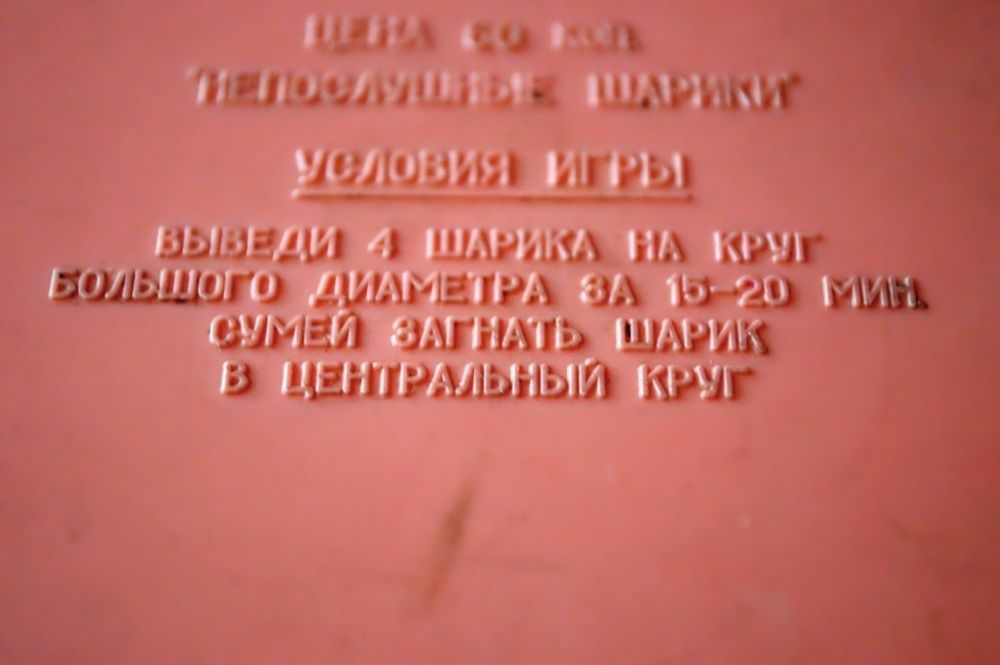 ЦЕНА КОП.
"НЕПОСЛУШНЫЕ ШАРИКИ"
УСЛОВИЯ ИГРЫ
ВЫВЕДИ 4 ШАРИКА НА КРУГ
БОЛЬШОГО ДИАМЕТРА ЗА 15-20 МИН.
СУМЕЙ ЗАГНАТЬ ШАРИК
В ЦЕНТРАЛЬНЫЙ КРУГ